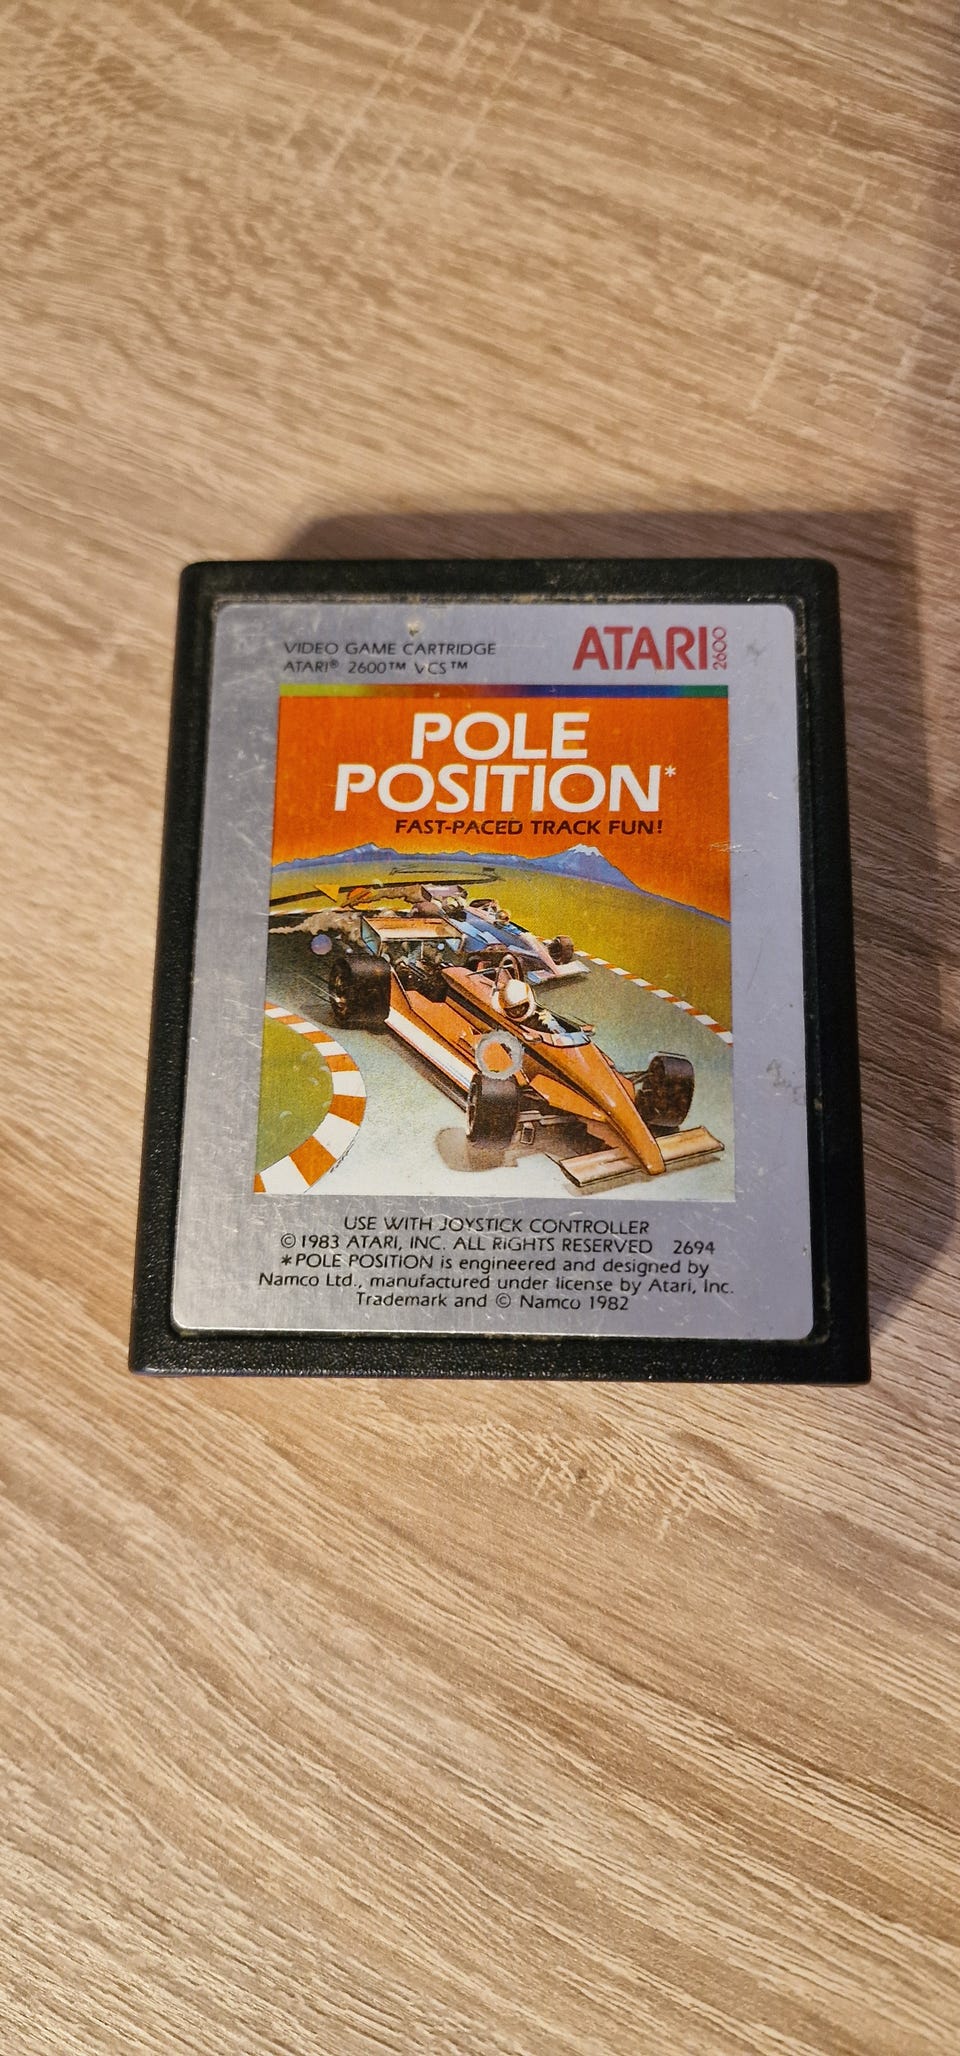 VIDEO GAME CARTRIDGE
ATARI® 2600™ VCS™
ATARI 2600
POLE
POSITION*
FAST-PACED TRACK FUN!
USE WITH JOYSTICK CONTROLLER
© 1983 ATARI, INC. ALL RIGHTS RESERVED 2694
*POLE POSITION is engineered and designed by
Namco Ltd., manufactured under license by Atari, Inc.
Trademark and © Namco 1982